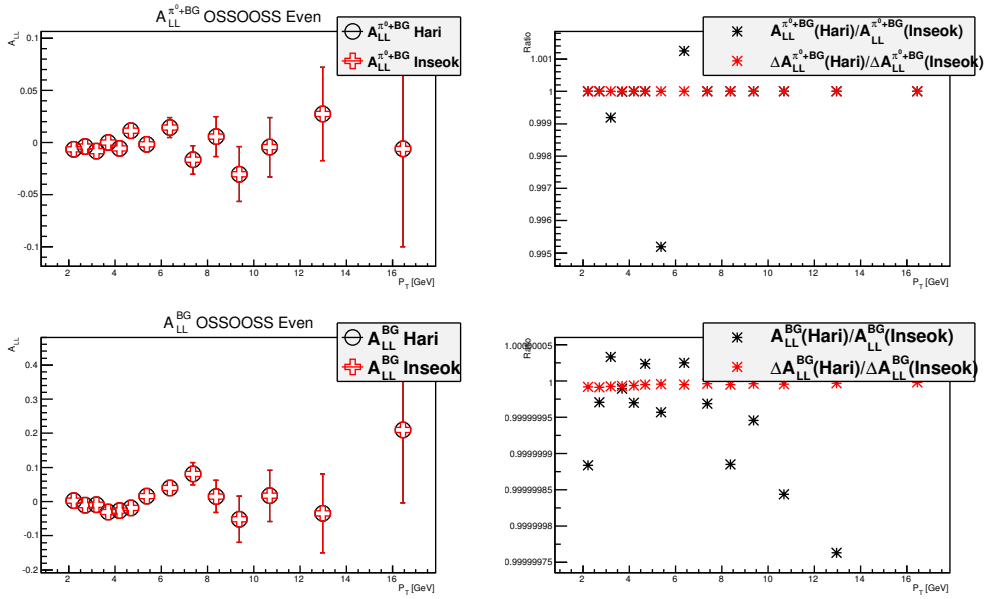 A_LL^π⁰+BG OSSOOSS Even
A_LL
A_LL^π⁰+BG Hari
A_LL^π⁰+BG Inseok
0.1
0.05
0
-0.05
-0.1
2 4 6 8 10 12 14 16
P_T [GeV]
Ratio
A_LL^π⁰+BG(Hari)/A_LL^π⁰+BG(Inseok)
ΔA_LL^π⁰+BG(Hari)/ΔA_LL^π⁰+BG(Inseok)
1.001
1
0.999
0.998
0.997
0.996
0.995
2 4 6 8 10 12 14 16
P_T [GeV]
A_LL^BG OSSOOSS Even
A_LL
A_LL^BG Hari
A_LL^BG Inseok
0.4
0.3
0.2
0.1
0
-0.1
-0.2
2 4 6 8 10 12 14 16
P_T [GeV]
Ratio
A_LL^BG(Hari)/A_LL^BG(Inseok)
ΔA_LL^BG(Hari)/ΔA_LL^BG(Inseok)
1.00000005
1
0.99999995
0.9999999
0.99999985
0.9999998
0.99999975
2 4 6 8 10 12 14 16
P_T [GeV]